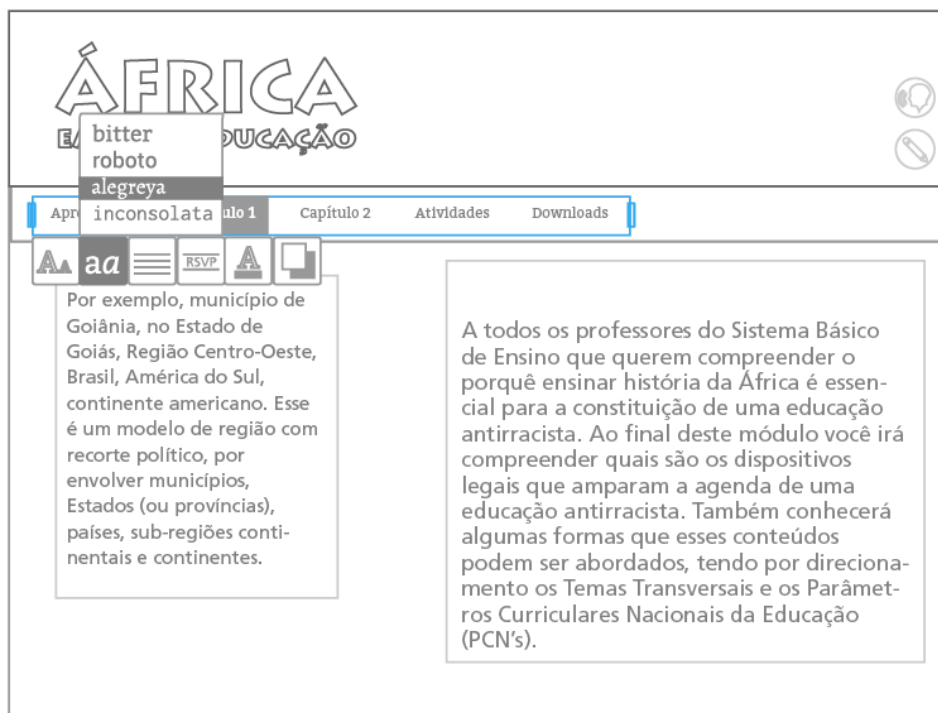 ÁFRICA
bitter
DUCAÇÃO
roboto
alegreya
inconsolata
ulo 1 Capítulo 2 Atividades Downloads
aa RSVP A
Por exemplo, município de
Goiânia, no Estado de
Goiás, Região Centro-Oeste,
Brasil, América do Sul,
continente americano. Esse
é um modelo de região com
recorte político, por
envolver municípios,
Estados (ou províncias),
países, sub-regiões conti-
nentais e continentes.
A todos os professores do Sistema Básico
de Ensino que querem compreender o
porquê ensinar história da África é essen-
cial para a constituição de uma educação
antirracista. Ao final deste módulo você irá
compreender quais são os dispositivos
legais que amparam a agenda de uma
educação antirracista. Também conhecerá
algumas formas que esses conteúdos
podem ser abordados, tendo por direciona-
mento os Temas Transversais e os Parâmet-
ros Curriculares Nacionais da Educação
(PCN's).